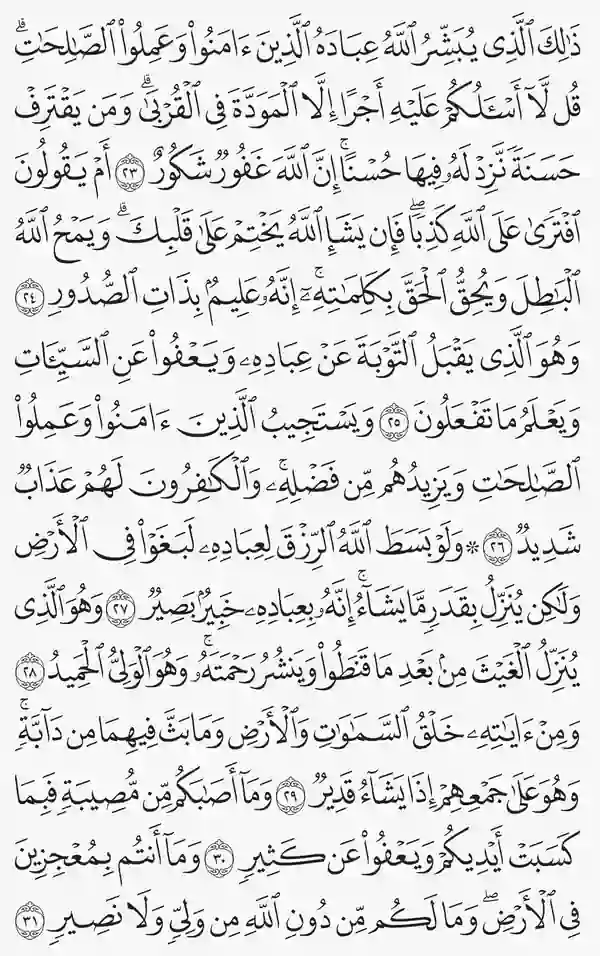 ذَٰلِكَ ٱلَّذِى يُبَشِّرُ ٱللَّهُ عِبَادَهُ ٱلَّذِينَ ءَامَنُوا۟ وَعَمِلُوا۟ ٱلصَّـٰلِحَـٰتِ ۗ
قُل لَّآ أَسْـَٔلُكُمْ عَلَيْهِ أَجْرًا إِلَّا ٱلْمَوَدَّةَ فِى ٱلْقُرْبَىٰ ۗ وَمَن يَقْتَرِفْ
حَسَنَةً نَّزِدْ لَهُۥ فِيهَا حُسْنًا ۚ إِنَّ ٱللَّهَ غَفُورٌ شَكُورٌ ٢٣ أَمْ يَقُولُونَ
ٱفْتَرَىٰ عَلَى ٱللَّهِ كَذِبًا ۖ فَإِن يَشَإِ ٱللَّهُ يَخْتِمْ عَلَىٰ قَلْبِكَ ۗ وَيَمْحُ ٱللَّهُ
ٱلْبَـٰطِلَ وَيُحِقُّ ٱلْحَقَّ بِكَلِمَـٰتِهِۦٓ ۚ إِنَّهُۥ عَلِيمٌۢ بِذَاتِ ٱلصُّدُورِ ٢٤
وَهُوَ ٱلَّذِى يَقْبَلُ ٱلتَّوْبَةَ عَنْ عِبَادِهِۦ وَيَعْفُوا۟ عَنِ ٱلسَّيِّـَٔاتِ
وَيَعْلَمُ مَا تَفْعَلُونَ ٢٥ وَيَسْتَجِيبُ ٱلَّذِينَ ءَامَنُوا۟ وَعَمِلُوا۟
ٱلصَّـٰلِحَـٰتِ وَيَزِيدُهُم مِّن فَضْلِهِۦ ۚ وَٱلْكَـٰفِرُونَ لَهُمْ عَذَابٌ
شَدِيدٌ ٢٦ ۞ وَلَوْ بَسَطَ ٱللَّهُ ٱلرِّزْقَ لِعِبَادِهِۦ لَبَغَوْا۟ فِى ٱلْأَرْضِ
وَلَـٰكِن يُنَزِّلُ بِقَدَرٍ مَّا يَشَآءُ ۚ إِنَّهُۥ بِعِبَادِهِۦ خَبِيرٌۢ بَصِيرٌ ٢٧ وَهُوَ ٱلَّذِى
يُنَزِّلُ ٱلْغَيْثَ مِنۢ بَعْدِ مَا قَنَطُوا۟ وَيَنشُرُ رَحْمَتَهُۥ ۚ وَهُوَ ٱلْوَلِىُّ ٱلْحَمِيدُ ٢٨
وَمِنْ ءَايَـٰتِهِۦ خَلْقُ ٱلسَّمَـٰوَٰتِ وَٱلْأَرْضِ وَمَا بَثَّ فِيهِمَا مِن دَآبَّةٍ ۚ
وَهُوَ عَلَىٰ جَمْعِهِمْ إِذَا يَشَآءُ قَدِيرٌ ٢٩ وَمَآ أَصَـٰبَكُم مِّن مُّصِيبَةٍ فَبِمَا
كَسَبَتْ أَيْدِيكُمْ وَيَعْفُوا۟ عَن كَثِيرٍ ٣٠ وَمَآ أَنتُم بِمُعْجِزِينَ
فِى ٱلْأَرْضِ ۖ وَمَا لَكُم مِّن دُونِ ٱللَّهِ مِن وَلِىٍّ وَلَا نَصِيرٍ ٣١